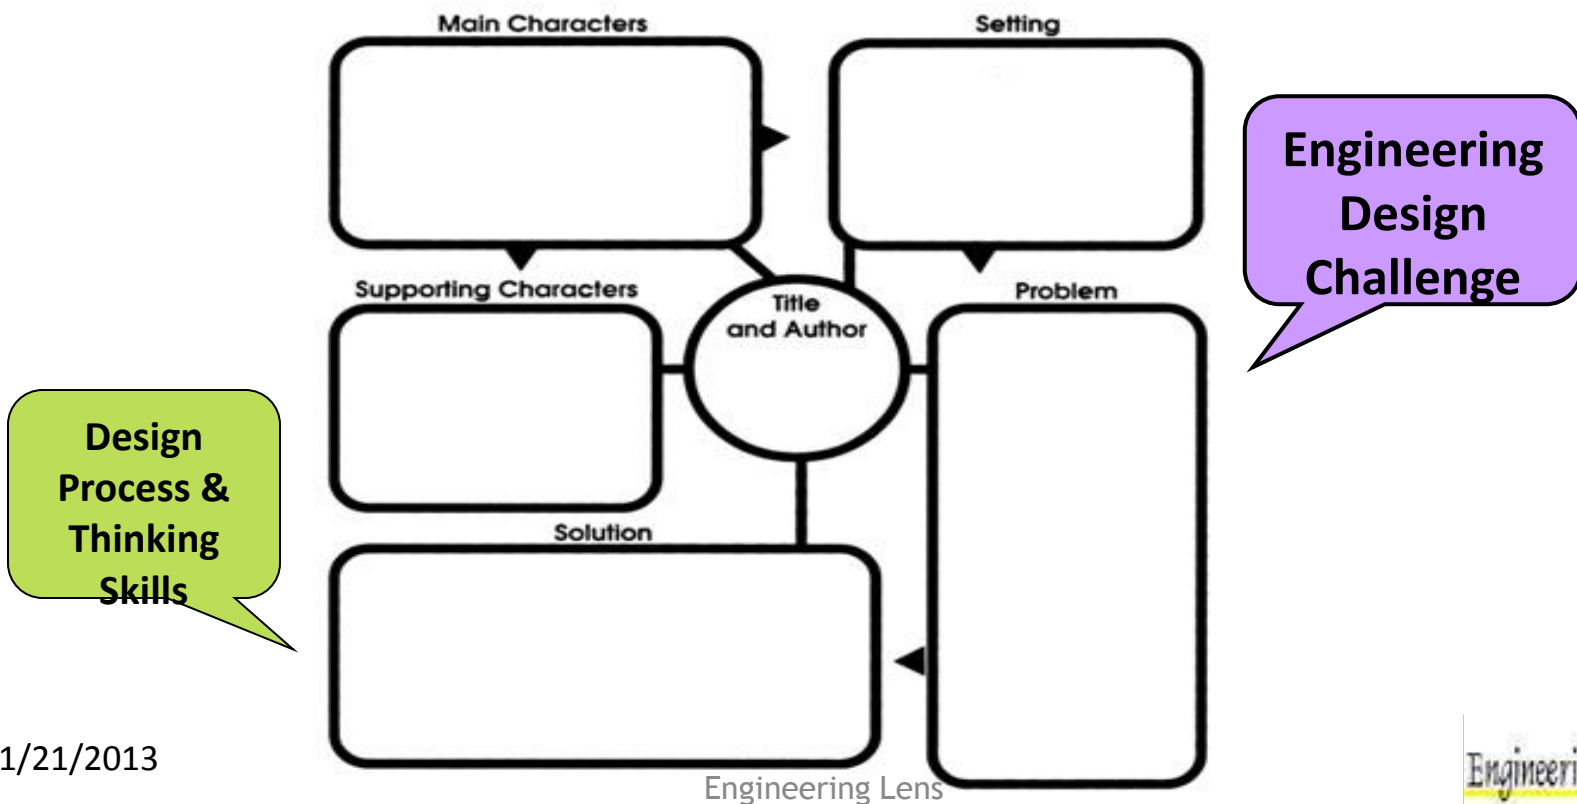 Main Characters
Setting
Engineering
Design
Challenge
Supporting Characters
Title
and Author
Problem
Design
Process &
Thinking
Skills
Solution
1/21/2013
Engineering Lens
Engineeri